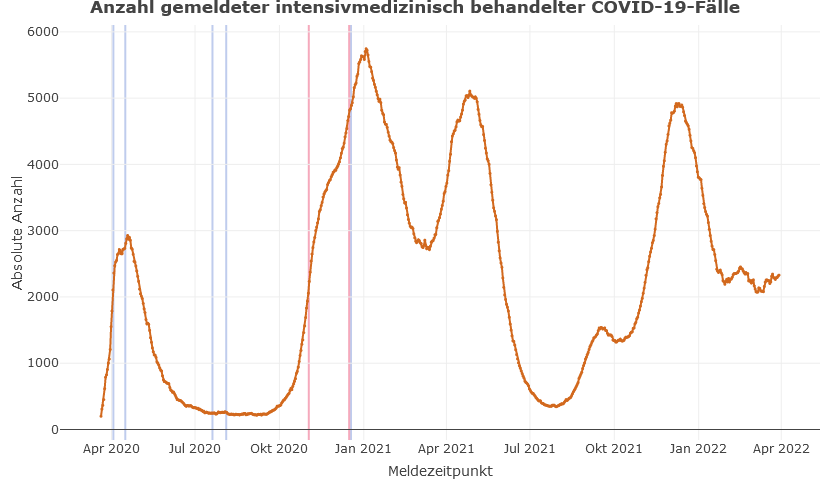 Anzahl gemeldeter intensivmedizinisch behandelter COVID-19-Fälle
6000
5000
4000
3000
2000
1000
0
Absolute Anzahl
Apr 2020 Jul 2020 Okt 2020 Jan 2021 Apr 2021 Jul 2021 Okt 2021 Jan 2022 Apr 2022
Meldezeitpunkt